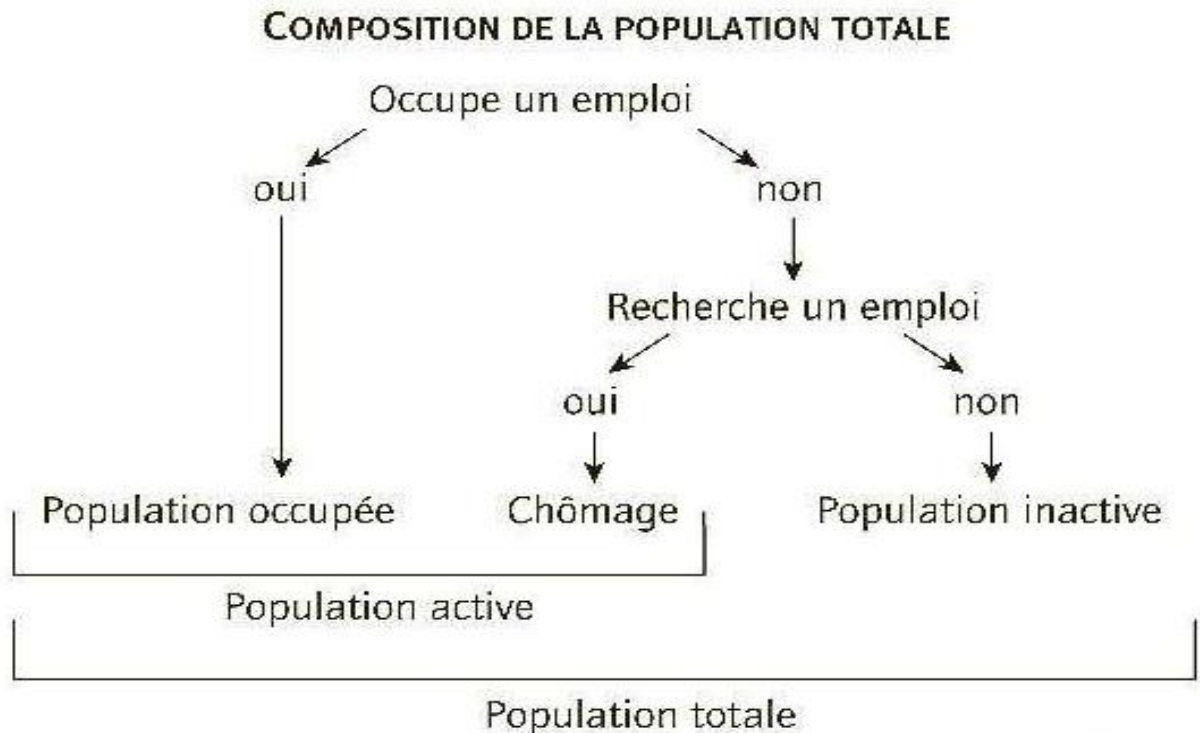 COMPOSITION DE LA POPULATION TOTALE
Occupe un emploi
oui non
Recherche un emploi
oui non
Population occupée Chômage Population inactive
Population active
Population totale